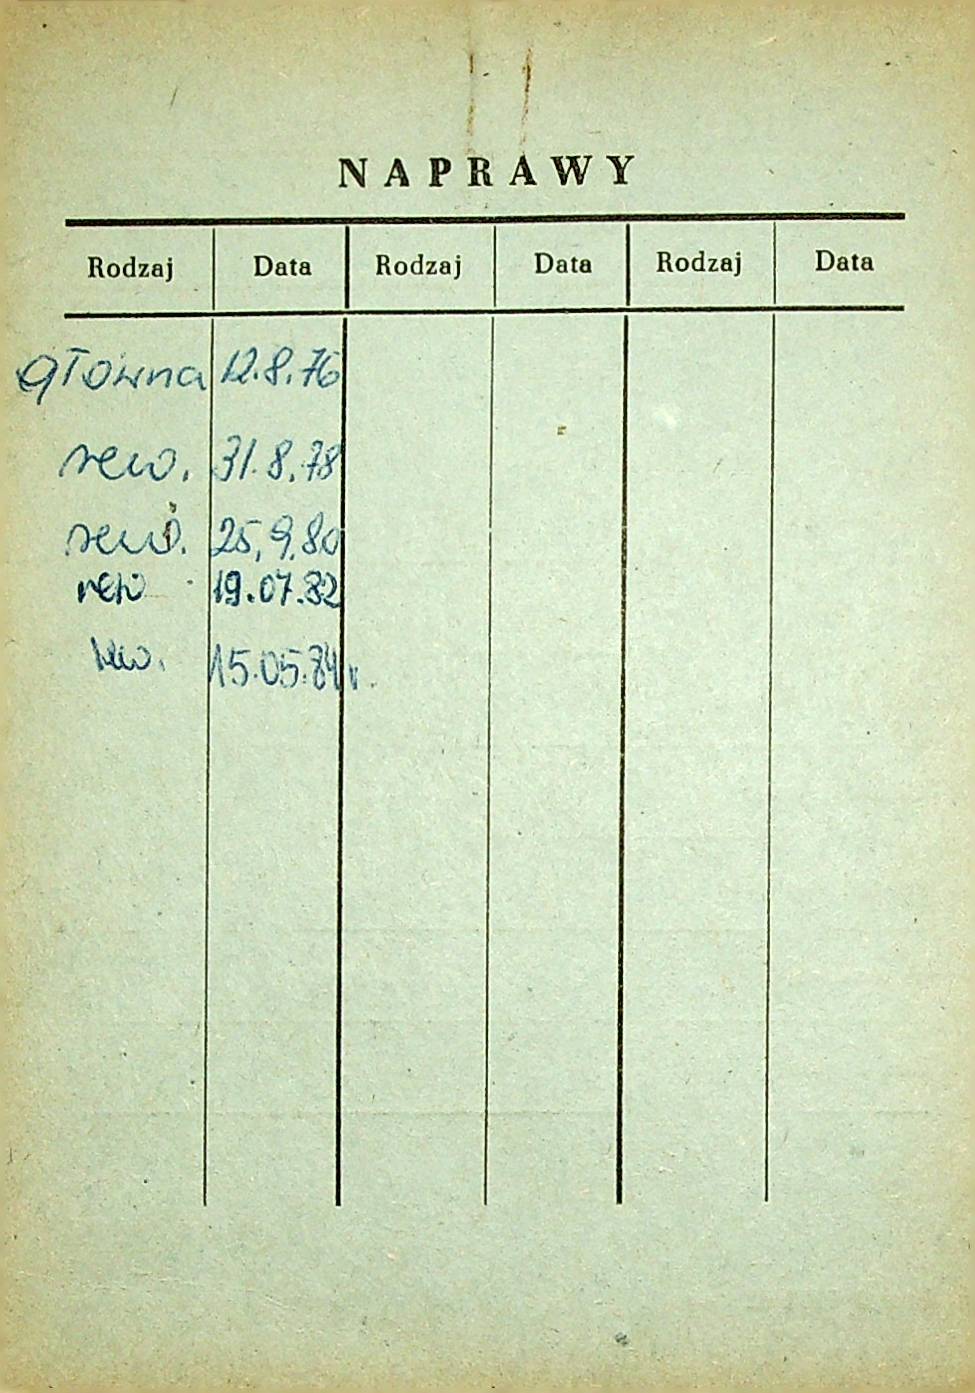 NAPRAWY
Rodzaj Data Rodzaj Data Rodzaj Data
główna 12.8.76
rew. 31.8.78
rew. 25,9,80
rew 19.07.82
rew. 15.05.84 r.